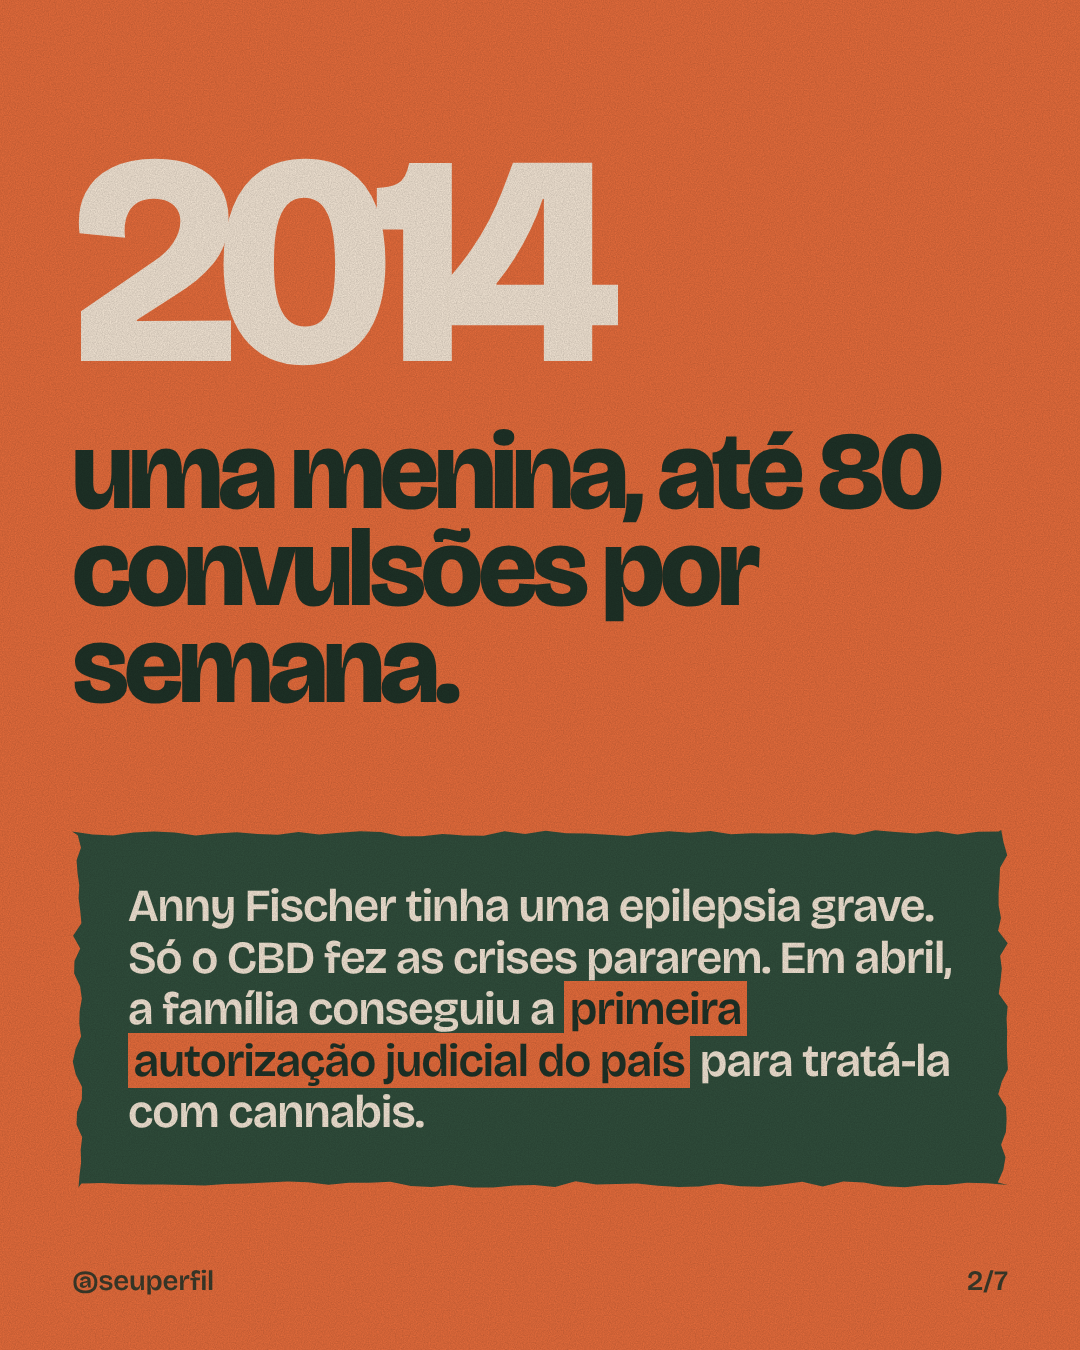 2014
uma menina, até 80
convulsões por
semana.
Anny Fischer tinha uma epilepsia grave.
Só o CBD fez as crises pararem. Em abril,
a família conseguiu a primeira
autorização judicial do país para tratá-la
com cannabis.
@seuperfil
2/7